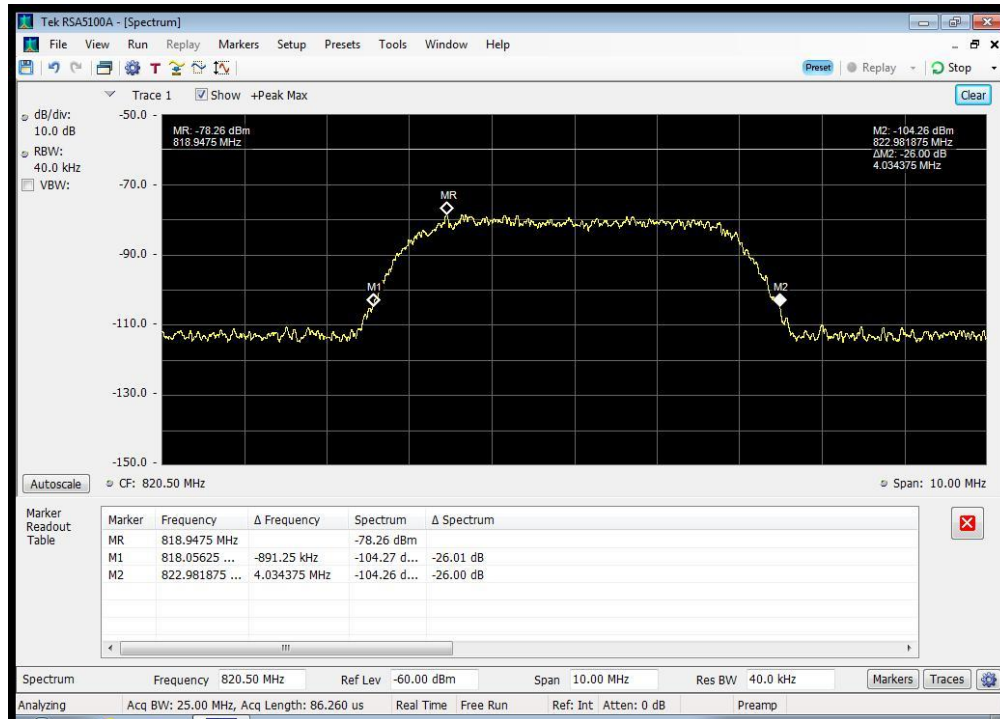 Tek RSA5100A - [Spectrum]
File View Run Replay Markers Setup Presets Tools Window Help
Preset Replay Stop
Trace 1 Show +Peak Max Clear
dB/div:
10.0 dB
RBW:
40.0 kHz
VBW:
-50.0
-70.0
-90.0
-110.0
-130.0
-150.0
MR: -78.26 dBm
818.9475 MHz
M2: -104.26 dBm
822.981875 MHz
ΔM2: -26.00 dB
4.034375 MHz
MR
M1
M2
Autoscale CF: 820.50 MHz Span: 10.00 MHz
Marker
Readout
Table
Marker Frequency Δ Frequency Spectrum Δ Spectrum
MR 818.9475 MHz -78.26 dBm
M1 818.05625 ... -891.25 kHz -104.27 d... -26.01 dB
M2 822.981875 ... 4.034375 MHz -104.26 d... -26.00 dB
Spectrum Frequency 820.50 MHz Ref Lev -60.00 dBm Span 10.00 MHz Res BW 40.0 kHz Markers Traces
Analyzing Acq BW: 25.00 MHz, Acq Length: 86.260 us Real Time Free Run Ref: Int Atten: 0 dB Preamp